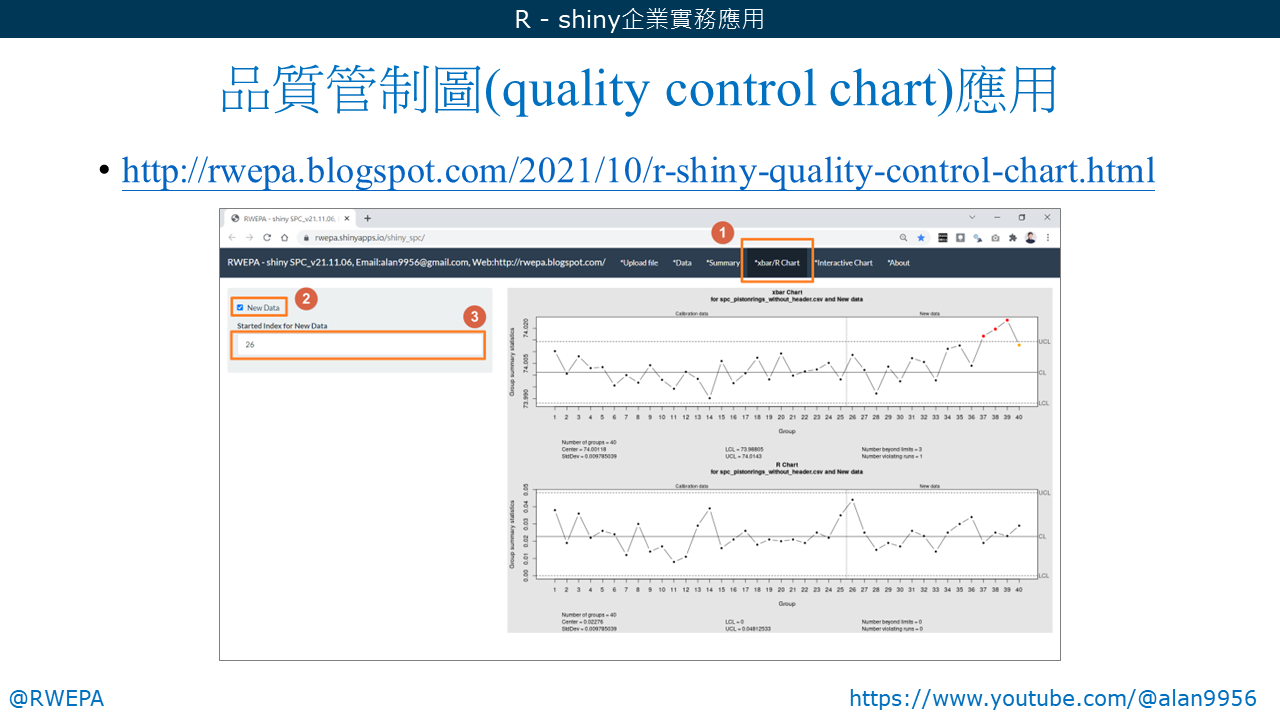 R - shiny企業實務應用
品質管制圖(quality control chart)應用
• http://rwepa.blogspot.com/2021/10/r-shiny-quality-control-chart.html
RWEPA - shiny SPC_v21.11.06,
rwepa.shinyapps.io/shiny_spc/
1
RWEPA - shiny SPC_v21.11.06, Email:alan9956@gmail.com, Web:http://rwepa.blogspot.com/ *Upload file *Data *Summary *xbar/R Chart *Interactive Chart *About
New Data 2
Started Index for New Data 3
26
xbar Chart
for spc_pistonrings_without_header.csv and New data
Calibration data New data
Group summary statistics
73.990 74.005 74.020
UCL
CL
LCL
1 2 3 4 5 6 7 8 9 10 11 12 13 14 15 16 17 18 19 20 21 22 23 24 25 26 27 28 29 30 31 32 33 34 35 36 37 38 39 40
Group
Number of groups = 40
Center = 74.00118 LCL = 73.98805 Number beyond limits = 3
StdDev = 0.009785039 UCL = 74.0143 Number violating runs = 1
R Chart
for spc_pistonrings_without_header.csv and New data
Calibration data New data
Group summary statistics
0.00 0.01 0.02 0.03 0.04 0.05
UCL
CL
LCL
1 2 3 4 5 6 7 8 9 10 11 12 13 14 15 16 17 18 19 20 21 22 23 24 25 26 27 28 29 30 31 32 33 34 35 36 37 38 39 40
Group
Number of groups = 40
Center = 0.02276 LCL = 0 Number beyond limits = 0
StdDev = 0.009785039 UCL = 0.04812533 Number violating runs = 0
@RWEPA
https://www.youtube.com/@alan9956